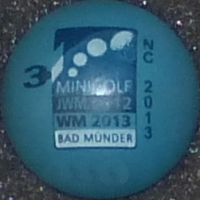 3
MINIGOLF
JWM 2012
WM 2013
BAD MÜNDER
NC 2013